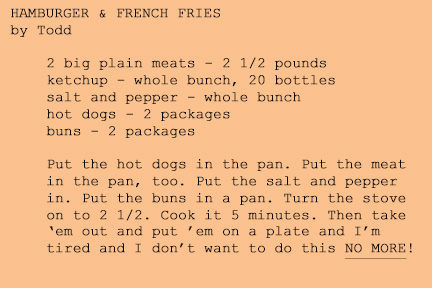 HAMBURGER & FRENCH FRIES
by Todd
2 big plain meats – 2 1/2 pounds
ketchup – whole bunch, 20 bottles
salt and pepper – whole bunch
hot dogs – 2 packages
buns – 2 packages
Put the hot dogs in the pan. Put the meat
in the pan, too. Put the salt and pepper
in. Put the buns in a pan. Turn the stove
on to 2 1/2. Cook it 5 minutes. Then take
‘em out and put ’em on a plate and I’m
tired and I don’t want to do this NO MORE!